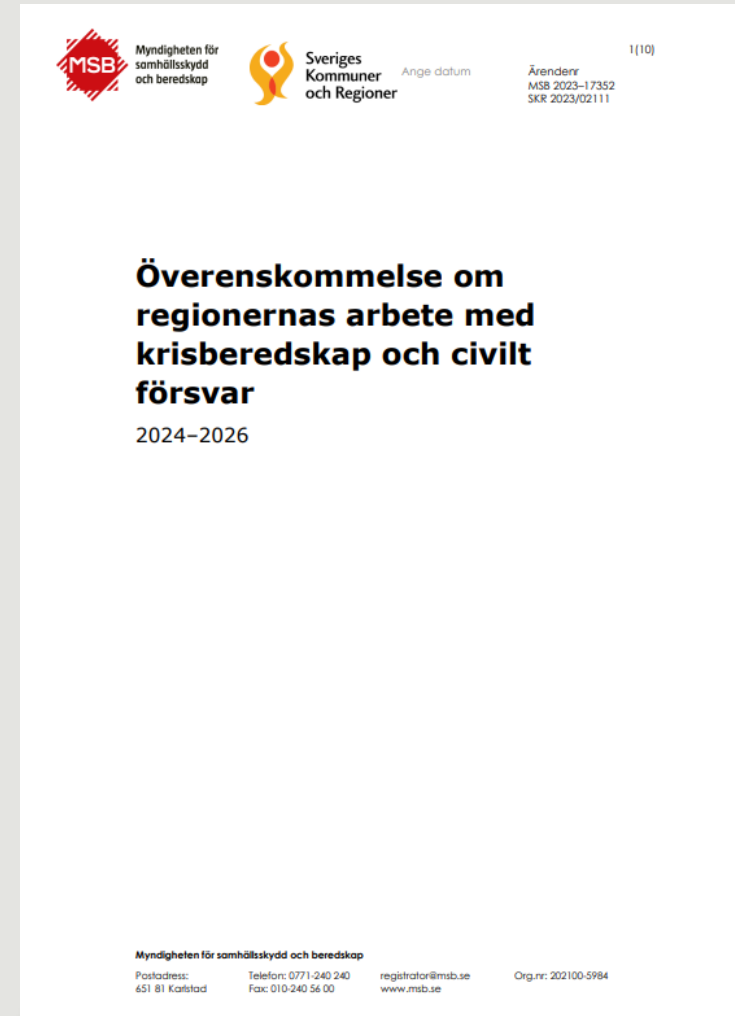 1(10)
MSB
Myndigheten för
samhällsskydd
och beredskap
Sveriges
Kommuner
och Regioner
Ange datum
Ärendenr
MSB 2023–17352
SKR 2023/02111
Överenskommelse om
regionernas arbete med
krisberedskap och civilt
försvar
2024–2026
Myndigheten för samhällsskydd och beredskap
Postadress:
651 81 Karlstad
Telefon: 0771-240 240
Fax: 010-240 56 00
registrator@msb.se
www.msb.se
Org.nr: 202100-5984